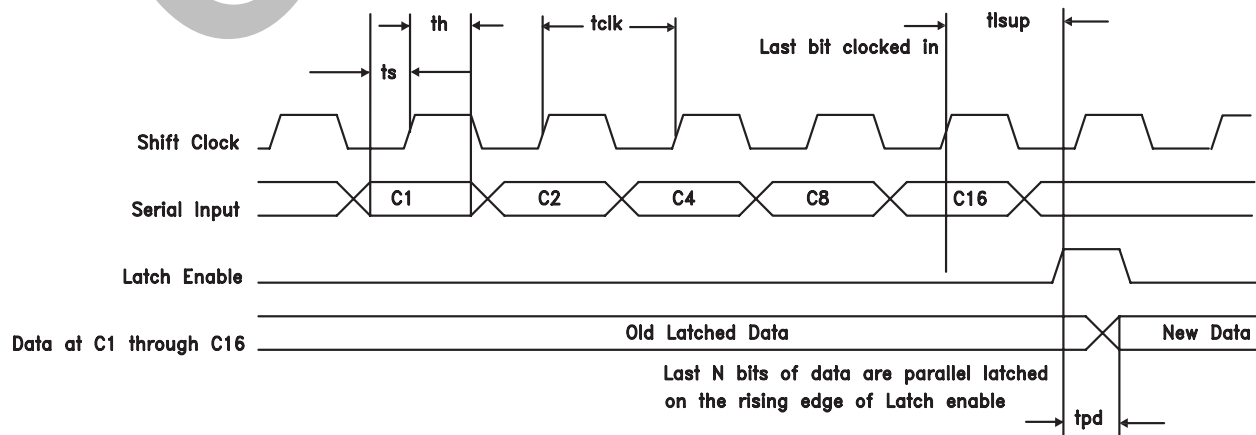 th
tclk
tlsup
Last bit clocked in
ts
Shift Clock
C1
C2
C4
C8
C16
Serial Input
Latch Enable
Old Latched Data
New Data
Data at C1 through C16
Last N bits of data are parallel latched
on the rising edge of Latch enable
tpd